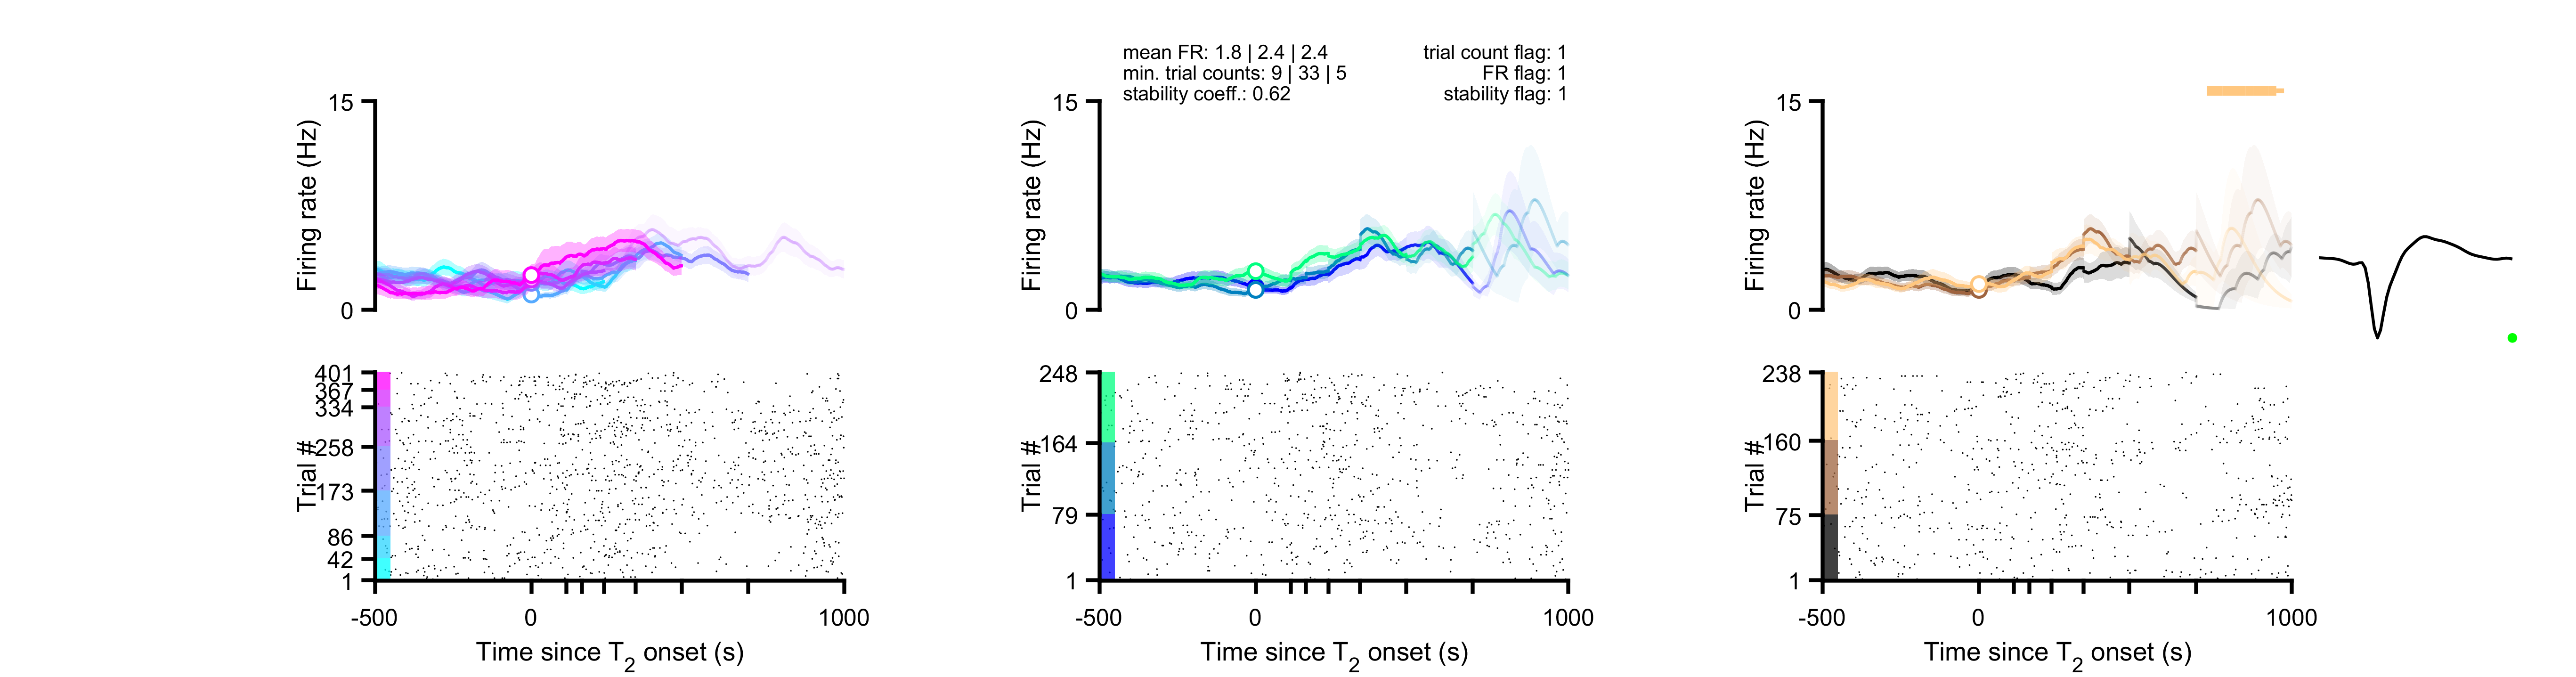 mean FR: 1.8 | 2.4 | 2.4
min. trial counts: 9 | 33 | 5
stability coeff.: 0.62
trial count flag: 1
FR flag: 1
stability flag: 1
15
0
Firing rate (Hz)
15
0
Firing rate (Hz)
15
0
Firing rate (Hz)
401
367
334
258
173
86
42
1
Trial #
-500
0
1000
Time since T2 onset (s)
248
164
79
1
Trial #
-500
0
1000
Time since T2 onset (s)
238
160
75
1
Trial #
-500
0
1000
Time since T2 onset (s)